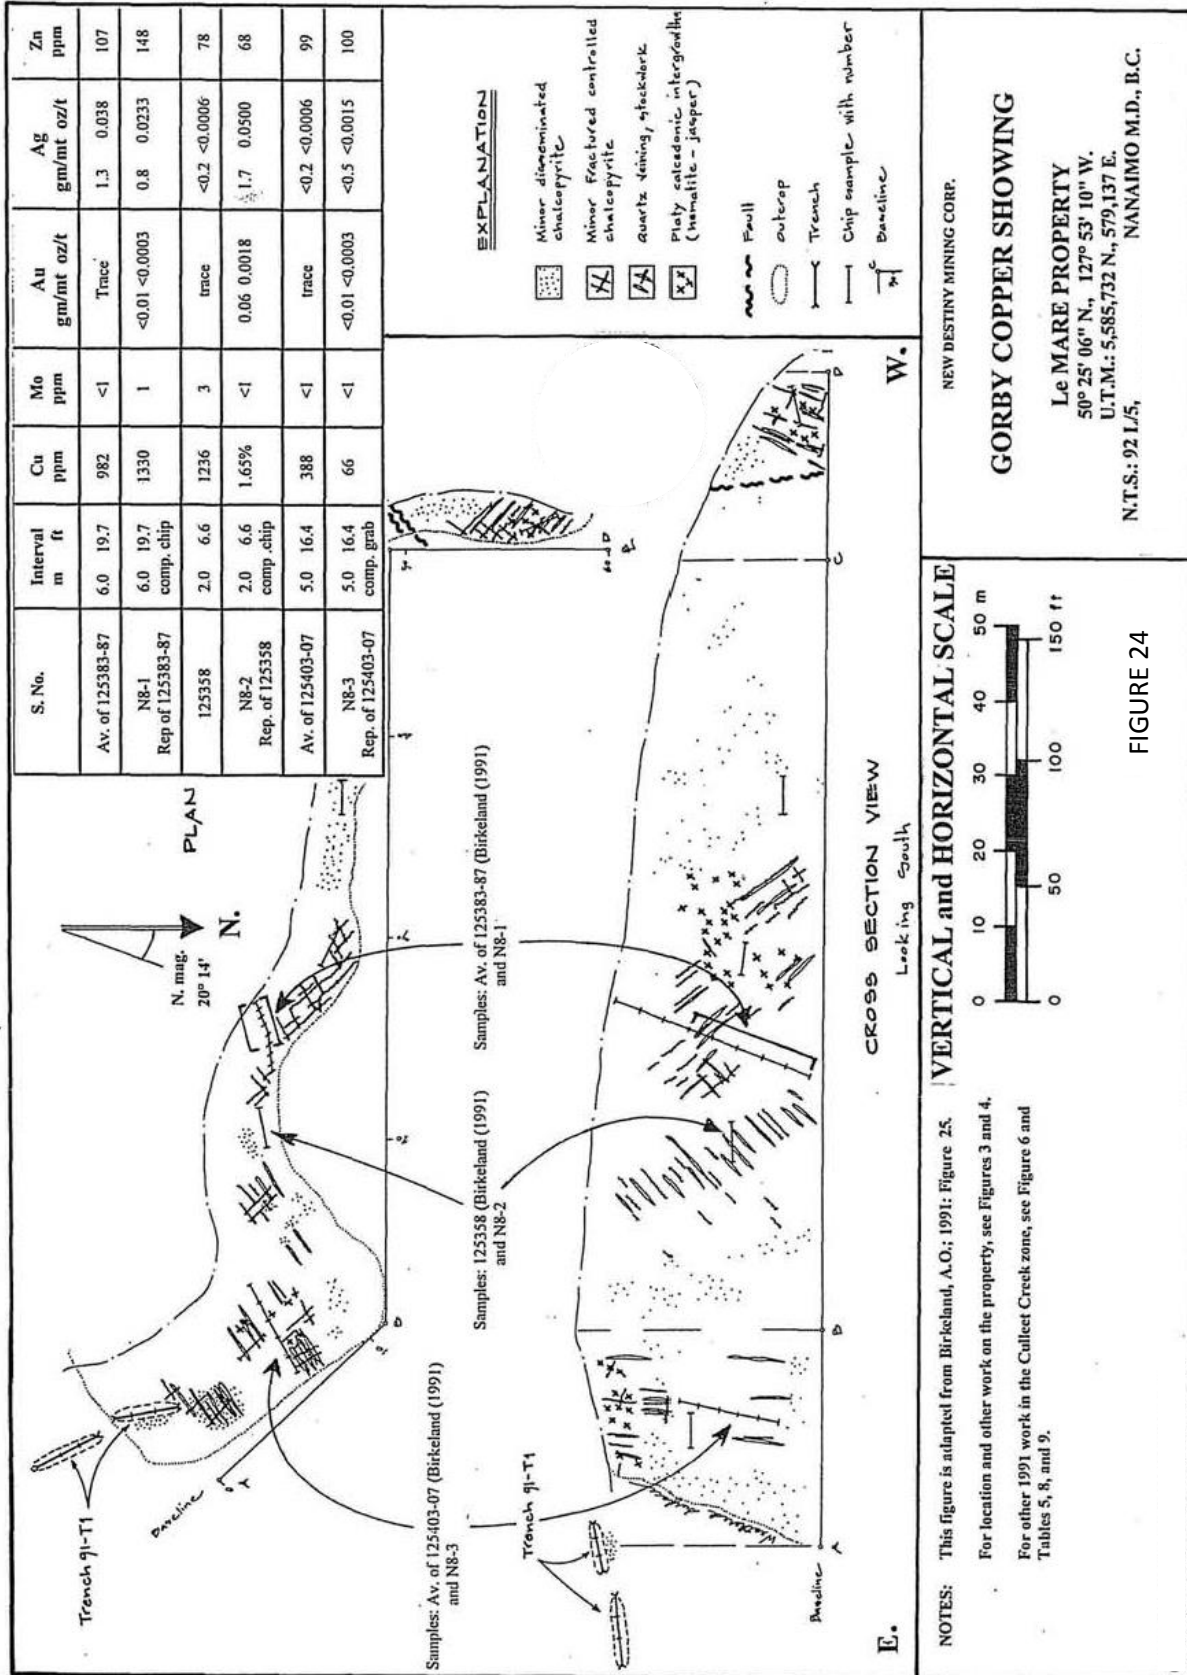 S. No.
Interval
m ft
Cu
ppm
Mo
ppm
Au
gm/mt oz/t
Ag
gm/mt oz/t
Zn
ppm
Av. of 125383-87 6.0 19.7 982 <1 Trace 1.3 0.038 107
N8-1 6.0 19.7 1330 1 <0.01 <0.0003 0.8 0.0233 148
Rep of 125383-87 comp. chip
125358 2.0 6.6 1236 3 trace <0.2 <0.0006 78
N8-2 2.0 6.6 1.65% <1 0.06 0.0018 1.7 0.0500 68
Rep. of 125358 comp .chip
Av. of 125403-07 5.0 16.4 388 <1 trace <0.2 <0.0006 99
N8-3 5.0 16.4 66 <1 <0.01 <0.0003 <0.5 <0.0015 100
Rep. of 125403-07 comp. grab
PLAN
N. mag.
20° 14'
N.
Trench 91-T1
Baseline
A
B
Samples: Av. of 125403-07 (Birkeland (1991)
and N8-3
Samples: 125358 (Birkeland (1991)
and N8-2
Samples: Av. of 125383-87 (Birkeland (1991)
and N8-1
EXPLANATION
Minor disseminated
chalcopyrite
Minor Fractured controlled
chalcopyrite
Quartz veining, stockwork
Platy calcedonic intergrowths
(hematite - jasper)
Fault
Outcrop
Trench
Chip example with number
Baseline
Trench 91-T1
Baseline
A
B
C
D
E.
W.
CROSS SECTION VIEW
Looking South
NOTES: This figure is adapted from Birkeland, A.O.; 1991: Figure 25.
For location and other work on the property, see Figures 3 and 4.
For other 1991 work in the Culleet Creek zone, see Figure 6 and
Tables 5, 8, and 9.
VERTICAL and HORIZONTAL SCALE
0 10 20 30 40 50 m
0 50 100 150 ft
FIGURE 24
NEW DESTINY MINING CORP.
GORBY COPPER SHOWING
Le MARE PROPERTY
50° 25' 06" N., 127° 53' 10" W.
U.T.M.: 5,585,732 N., 579,137 E.
N.T.S.: 92 L/5, NANAIMO M.D., B.C.